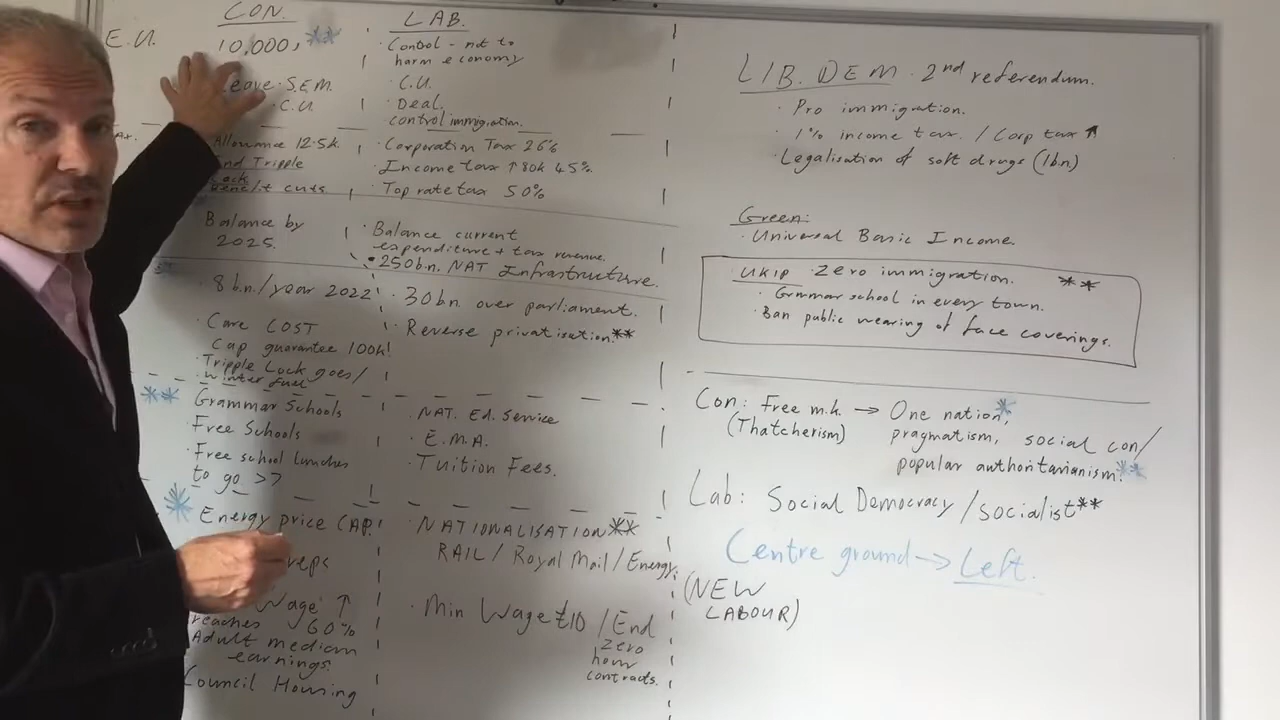 CON.
LAB.
E.U.
10,000, **
· Control - not to
harm economy
Leave · S.E.M.
C.U.
· C.U.
· Deal.
control immigration.
Tax.
Allowance 12.5k.
End Tripple
Lock
Benefit cuts
· Corporation Tax 26%
· Income tax ↑ 80k 45%.
· Top rate tax 50%
Balance by
2025.
· Balance current
expenditure + tax revenue.
· 250bn. NAT Infrastructure.
· 8 bn./year 2022
· 30bn. over parliament.
· Care COST
Cap guarantee 100k!
· Tripple Lock goes/
· winter fuel
· Reverse privatisation.**
**
· Grammar Schools
· Free Schools
· Free school lunches
to go >7
· NAT. Ed. Service
· E.M.A.
· Tuition Fees.
*
· Energy price CAP!
reps
Wage ↑
reaches 60%
Adult median
earnings.
Council Housing
· NATIONALISATION**
RAIL / Royal Mail / Energy.
· Min Wage £10 / End
zero
hour
contracts.
LIB. DEM · 2nd referendum.
· Pro immigration.
· 1% income tax. / Corp tax ↑
· Legalisation of soft drugs (1b.n.)
Green:
· Universal Basic Income.
UKIP · Zero immigration. **
· Grammar school in every town.
· Ban public wearing of face coverings.
Con: Free m.k. → One nation,*
(Thatcherism) pragmatism, social con/
popular authoritarianism.**
Lab: Social Democracy / socialist**
Centre ground → Left.
(NEW
LABOUR)